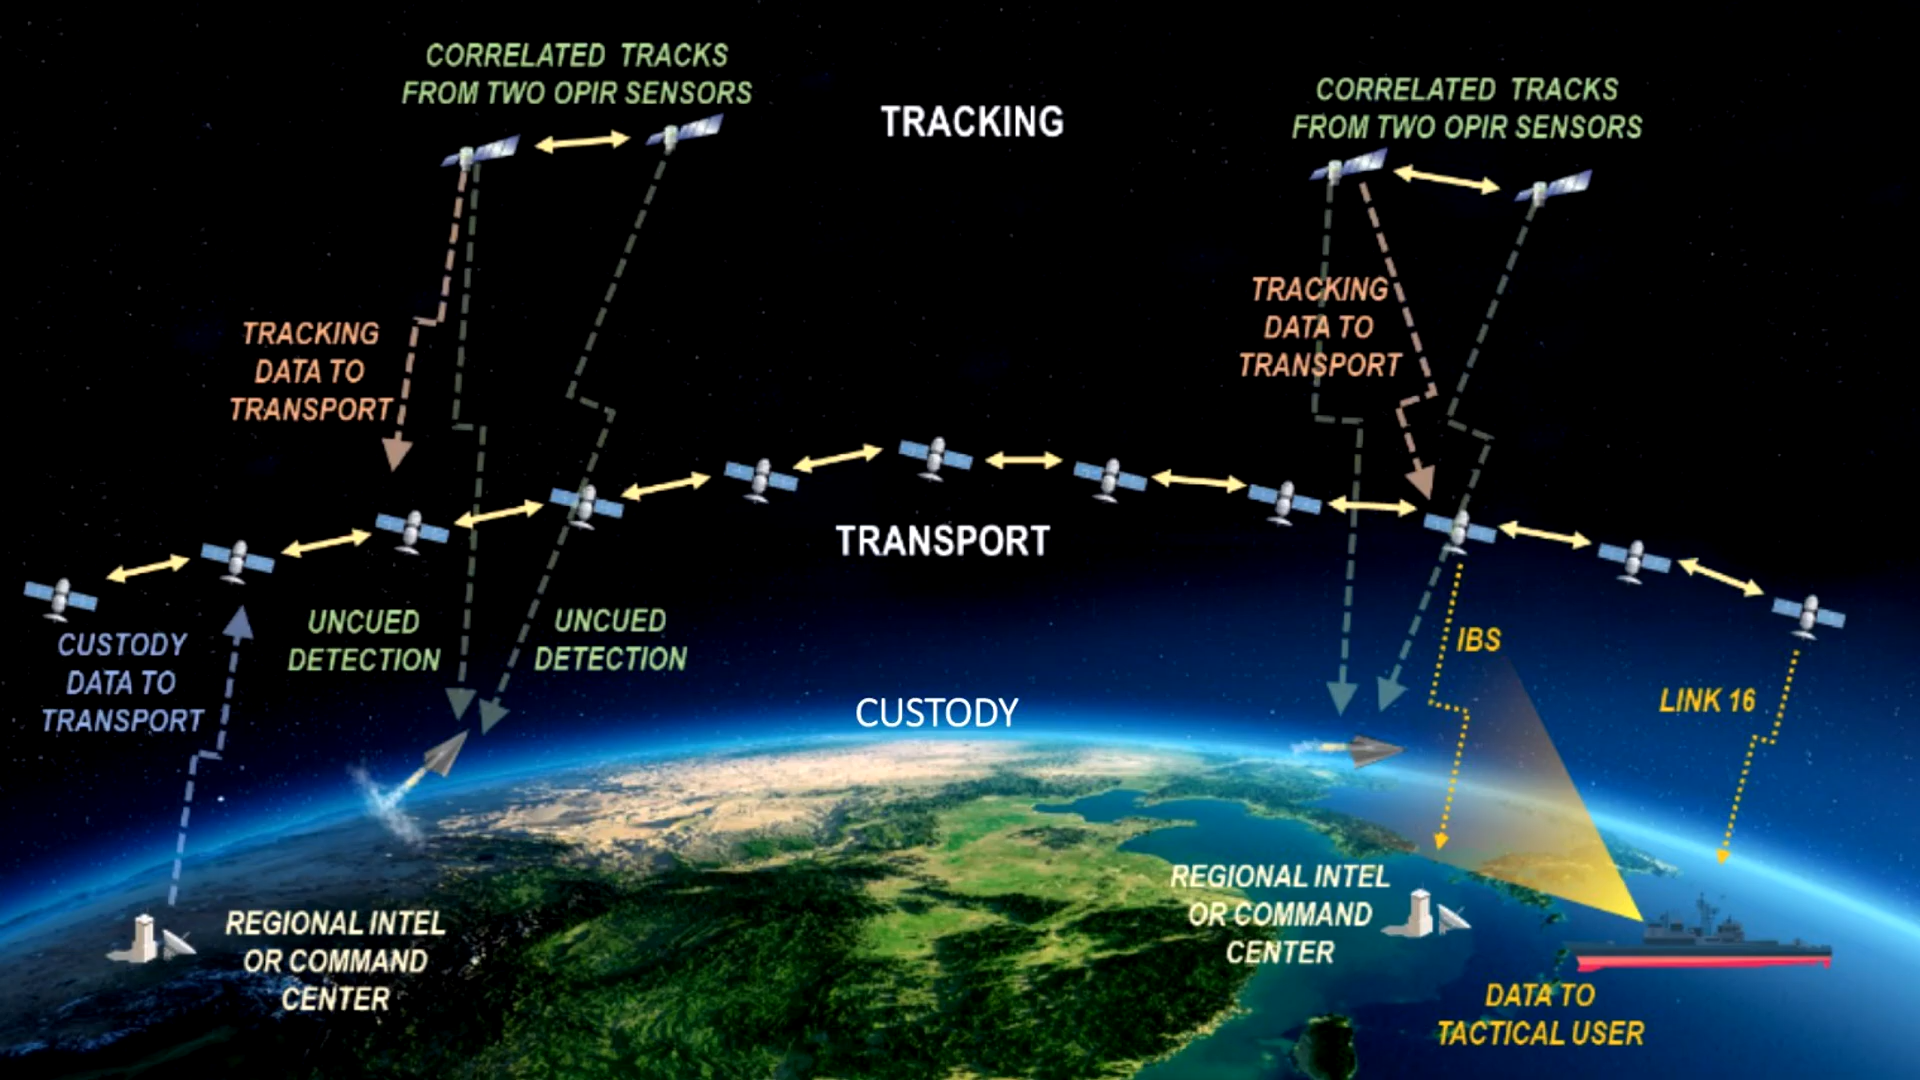 CORRELATED TRACKS
FROM TWO OPIR SENSORS
TRACKING
CORRELATED TRACKS
FROM TWO OPIR SENSORS
TRACKING
DATA TO
TRANSPORT
TRACKING
DATA TO
TRANSPORT
TRANSPORT
CUSTODY
DATA TO
TRANSPORT
UNCUED
DETECTION
UNCUED
DETECTION
IBS
LINK 16
CUSTODY
REGIONAL INTEL
OR COMMAND
CENTER
REGIONAL INTEL
OR COMMAND
CENTER
DATA TO
TACTICAL USER